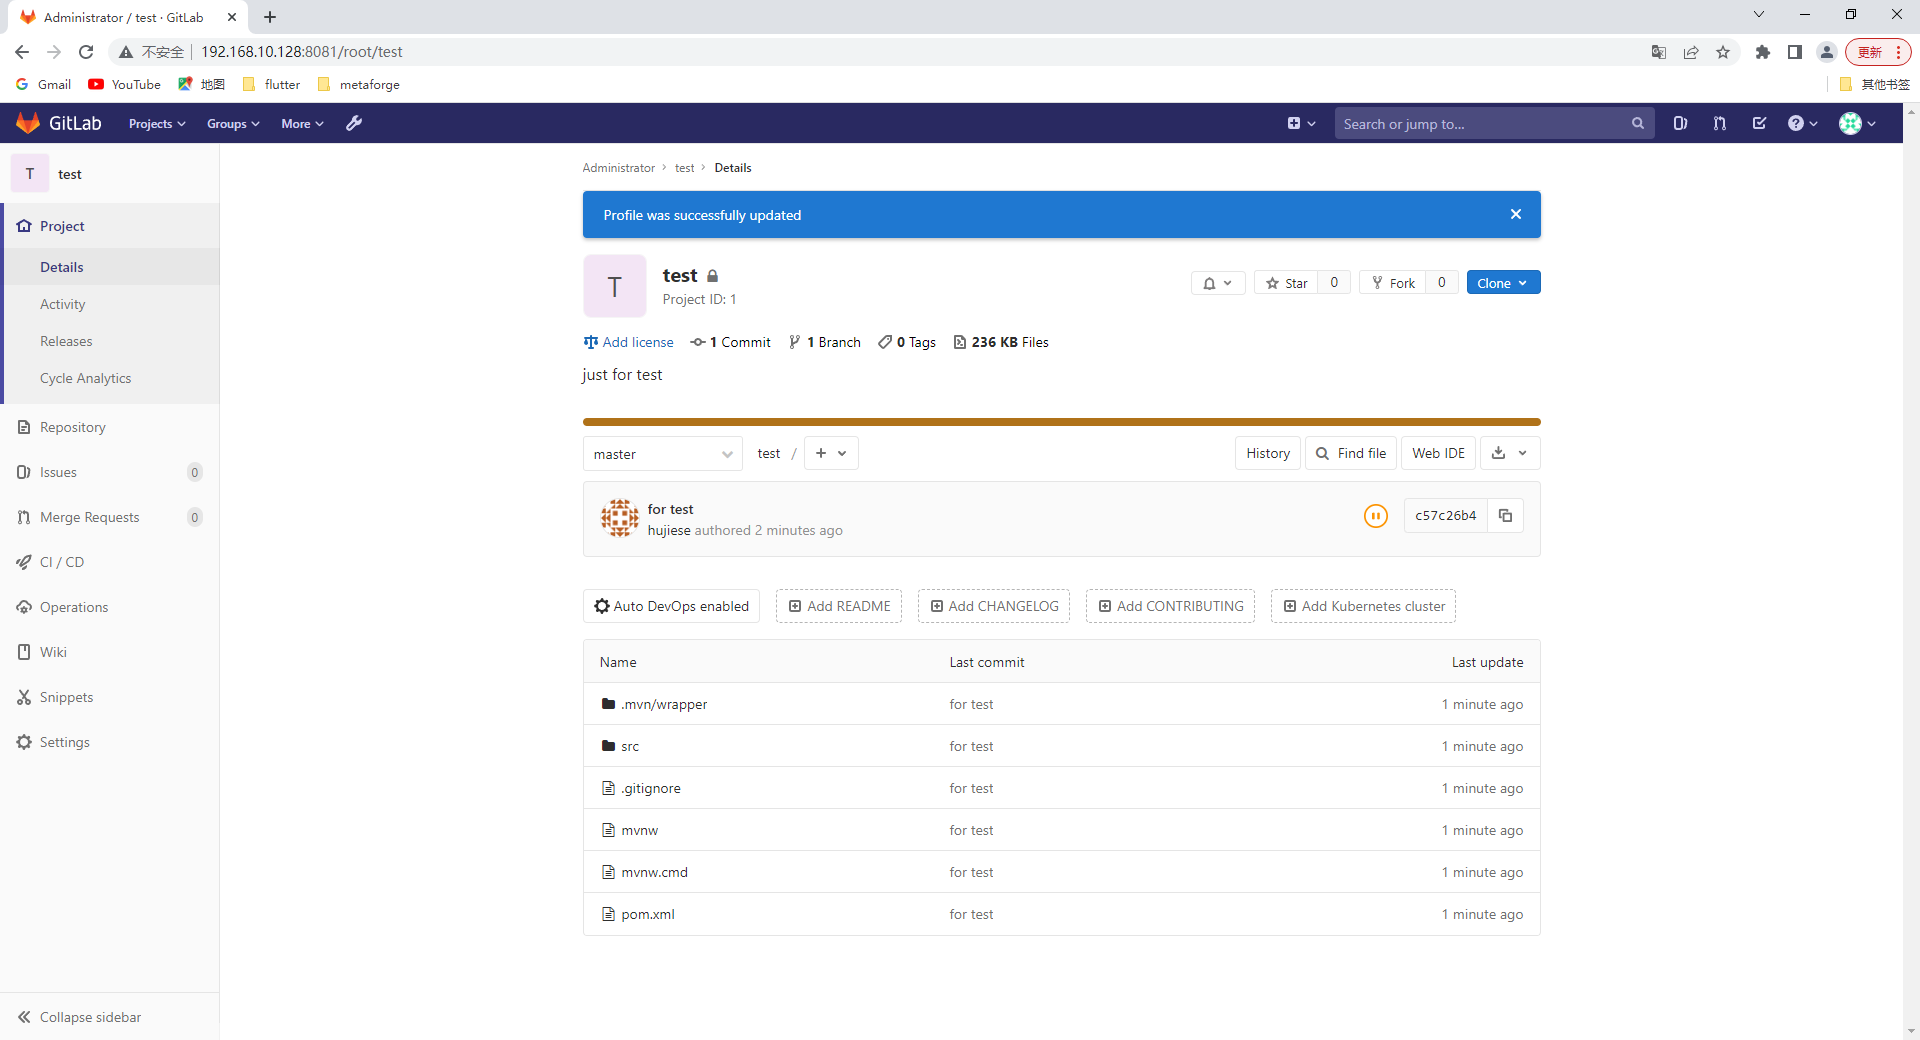 Administrator / test · GitLab
不安全 192.168.10.128:8081/root/test
更新
Gmail YouTube 地图 flutter metaforge 其他书签
GitLab Projects Groups More Search or jump to...
T test
Project
Details
Activity
Releases
Cycle Analytics
Repository
Issues 0
Merge Requests 0
CI / CD
Operations
Wiki
Snippets
Settings
Collapse sidebar
Administrator > test > Details
Profile was successfully updated
T
test
Project ID: 1
Star 0 Fork 0 Clone
Add license 1 Commit 1 Branch 0 Tags 236 KB Files
just for test
master test / + History Find file Web IDE
for test
hujiese authored 2 minutes ago
c57c26b4
Auto DevOps enabled Add README Add CHANGELOG Add CONTRIBUTING Add Kubernetes cluster
Name Last commit Last update
.mvn/wrapper for test 1 minute ago
src for test 1 minute ago
.gitignore for test 1 minute ago
mvnw for test 1 minute ago
mvnw.cmd for test 1 minute ago
pom.xml for test 1 minute ago